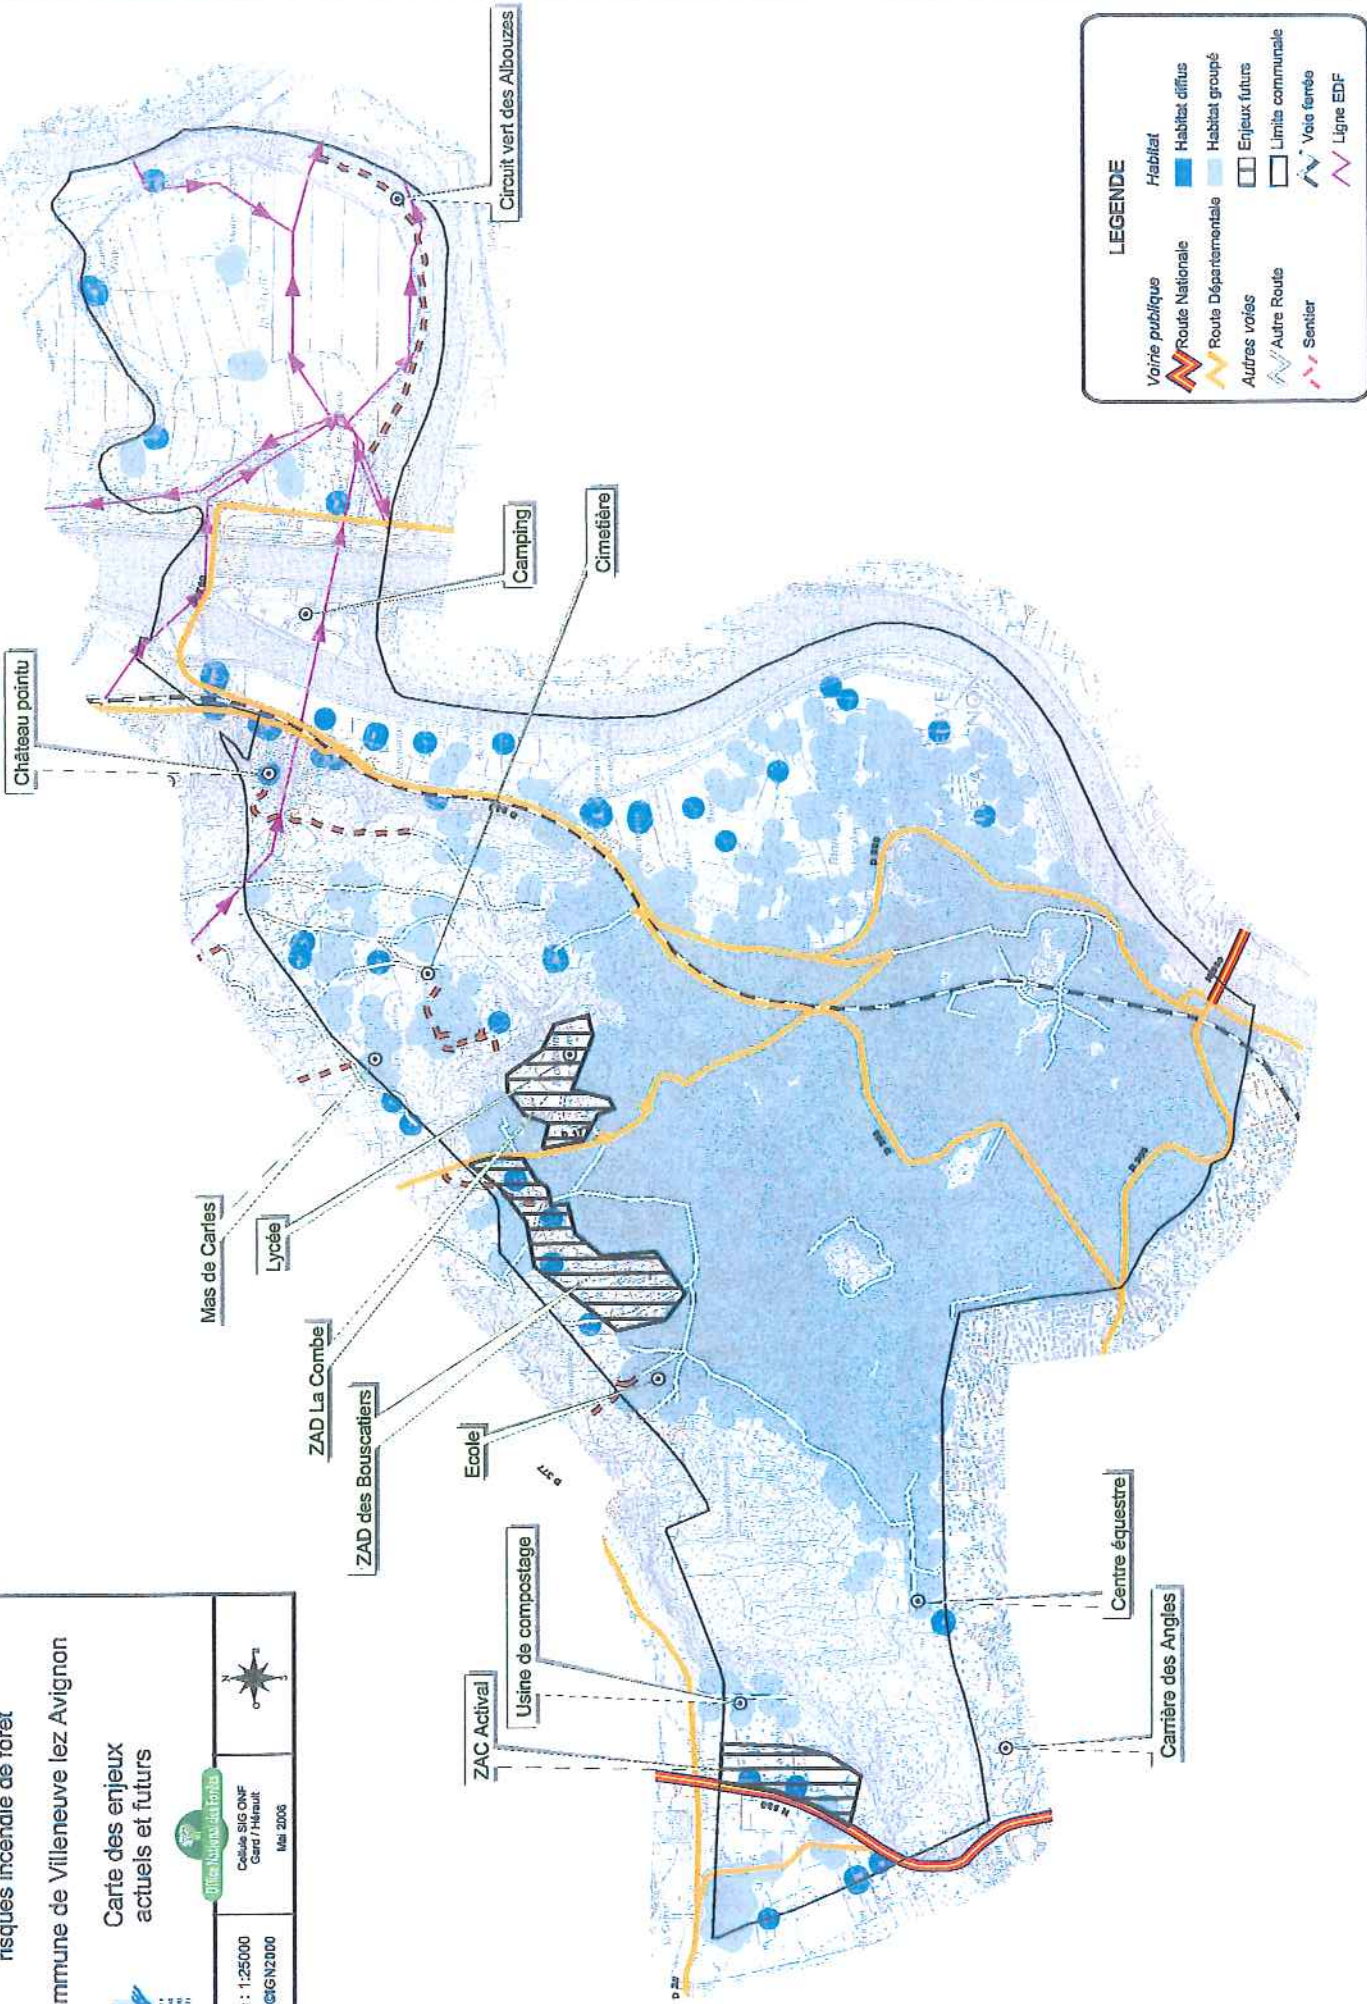 risques incendie de forêt
mmune de Villeneuve lez Avignon
Carte des enjeux
actuels et futurs
Office National des Forêts
: 1:25000
©IGN2000
Cellule SIG ONF
Gard / Hérault
Mai 2006
N
S
O
E
Château pointu
Circuit vert des Albouzes
Camping
Cimetière
Mas de Carles
Lycée
ZAD La Combe
ZAD des Bouscatiers
Ecole
D 377
Usine de compostage
ZAC Actival
Centre équestre
Carrière des Angles
LEGENDE
Voirie publique
Route Nationale
Route Départementale
Autres voies
Autre Route
Sentier
Habitat
Habitat diffus
Habitat groupé
Enjeux futurs
Limite communale
Voie ferrée
Ligne EDF